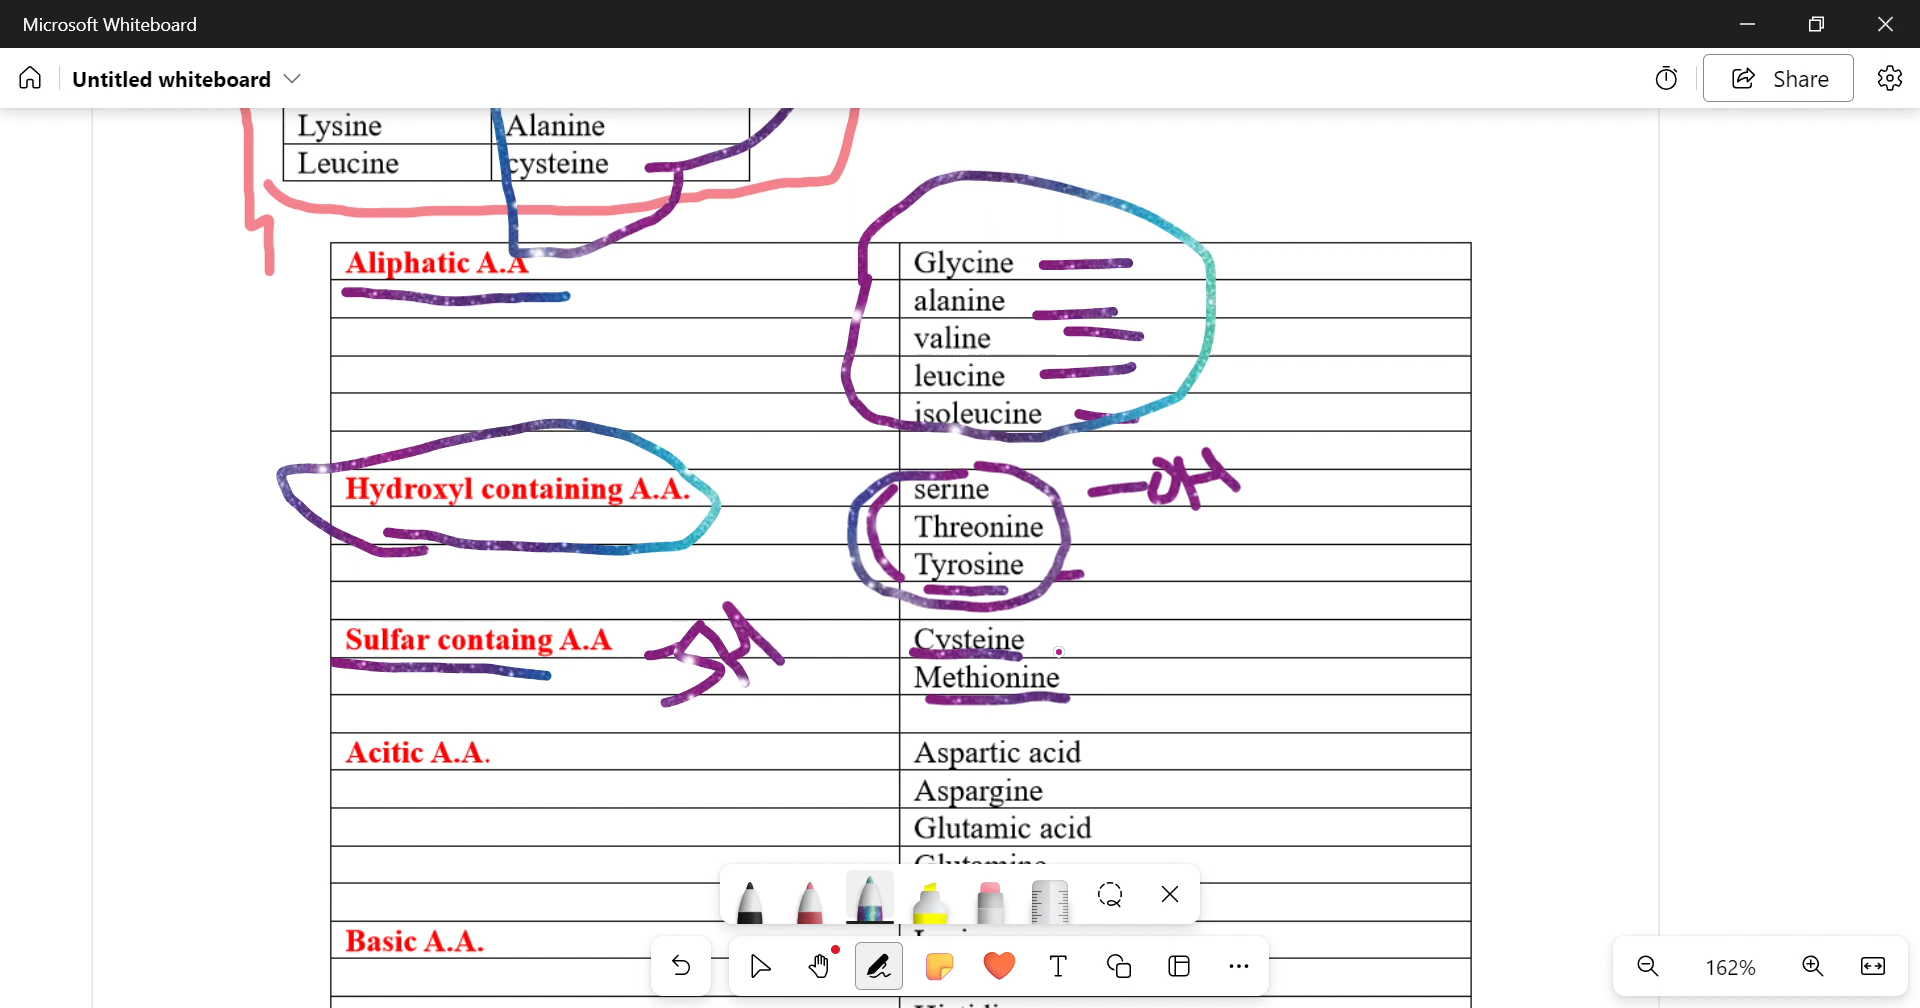 Microsoft Whiteboard
Untitled whiteboard
Share
Lysine Alanine
Leucine cysteine
Aliphatic A.A Glycine
alanine
valine
leucine
isoleucine
Hydroxyl containing A.A. serine -OH
Threonine
Tyrosine
Sulfar containg A.A SH Cysteine
Methionine
Acitic A.A. Aspartic acid
Aspargine
Glutamic acid
Glutamine
Basic A.A.
162%